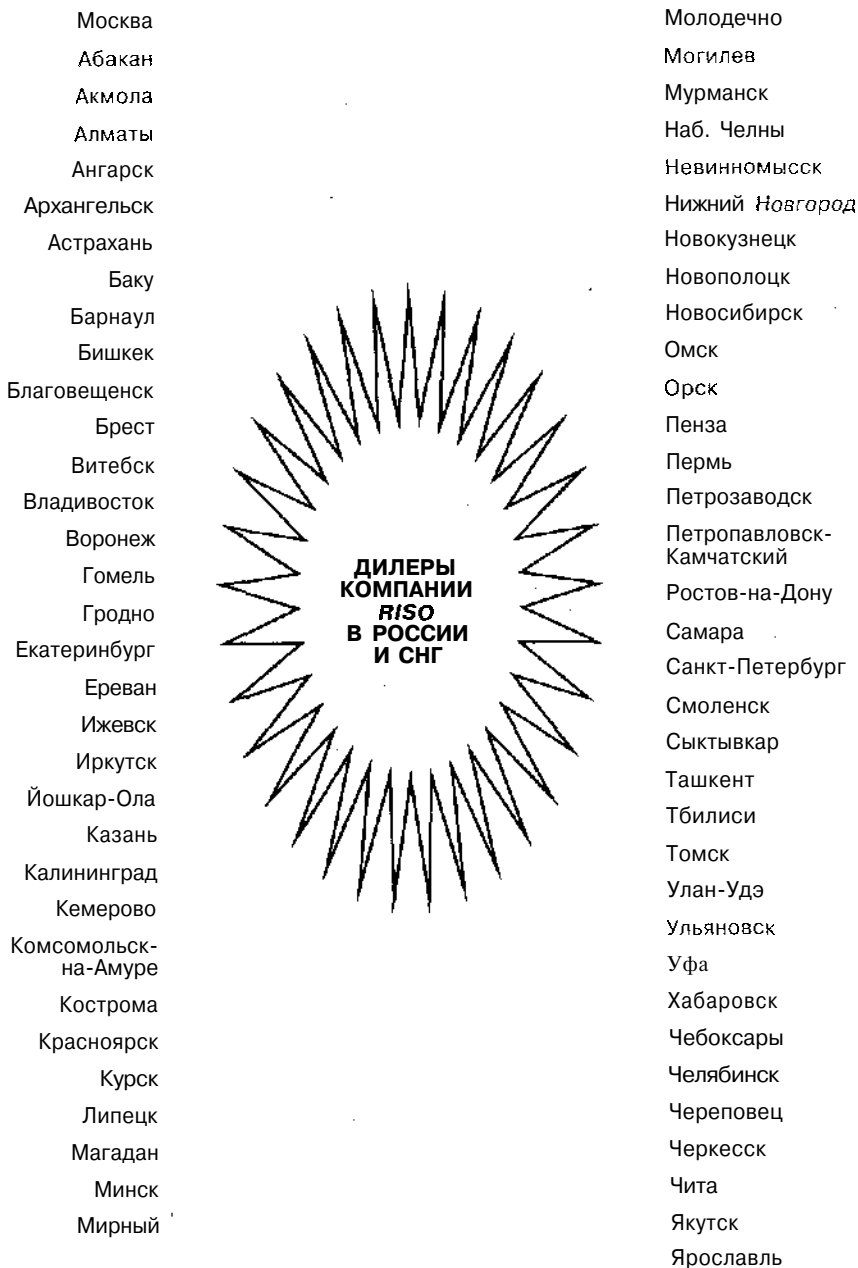 Москва
Абакан
Акмола
Алматы
Ангарск
Архангельск
Астрахань
Баку
Барнаул
Бишкек
Благовещенск
Брест
Витебск
Владивосток
Воронеж
Гомель
Гродно
Екатеринбург
Ереван
Ижевск
Иркутск
Йошкар-Ола
Казань
Калининград
Кемерово
Комсомольск-
на-Амуре
Кострома
Красноярск
Курск
Липецк
Магадан
Минск
Мирный
ДИЛЕРЫ
КОМПАНИИ
RISO
В РОССИИ
И СНГ
Молодечно
Могилев
Мурманск
Наб. Челны
Невинномысск
Нижний Новгород
Новокузнецк
Новополоцк
Новосибирск
Омск
Орск
Пенза
Пермь
Петрозаводск
Петропавловск-
Камчатский
Ростов-на-Дону
Самара
Санкт-Петербург
Смоленск
Сыктывкар
Ташкент
Тбилиси
Томск
Улан-Удэ
Ульяновск
Уфа
Хабаровск
Чебоксары
Челябинск
Череповец
Черкесск
Чита
Якутск
Ярославль